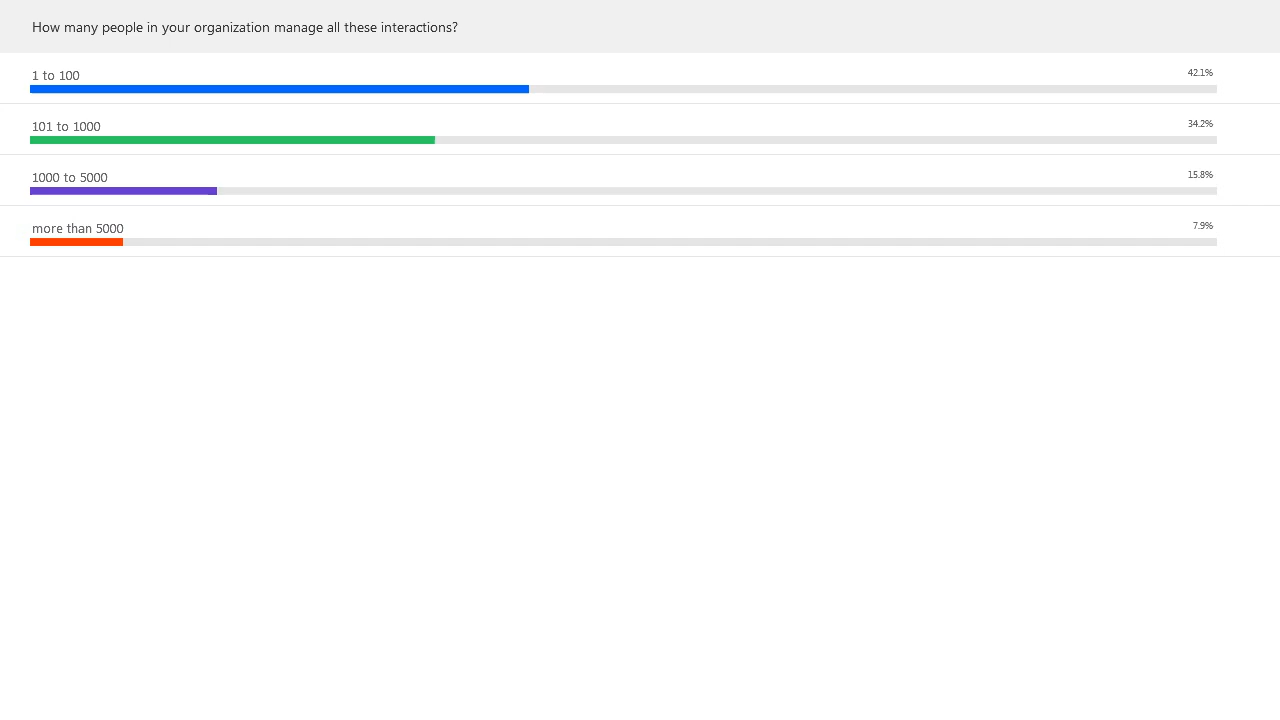 How many people in your organization manage all these interactions?
1 to 100 42.1%
101 to 1000 34.2%
1000 to 5000 15.8%
more than 5000 7.9%